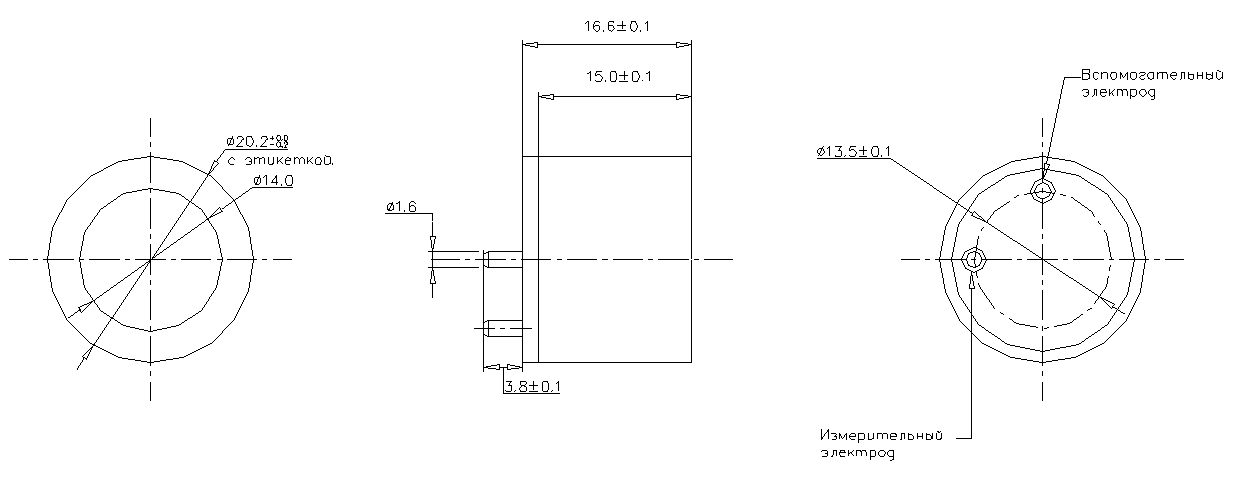 16.6±0.1
15.0±0.1
Вспомогательный
электрод
ø20.2
с этикеткой.
ø14.0
ø13.5±0.1
ø1.6
3.8±0.1
Измерительный
электрод